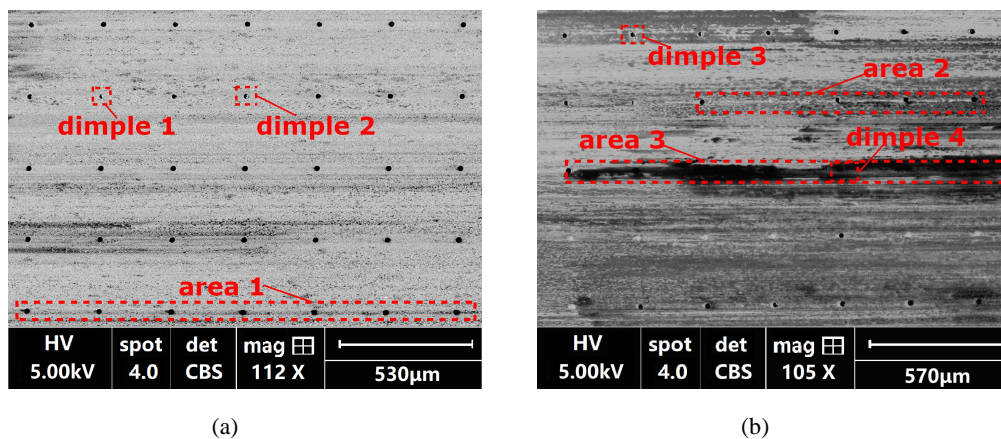 dimple 1
dimple 2
area 1
HV
spot
det
mag
5.00kV
4.0
CBS
112 X
530μm
(a)
dimple 3
area 2
area 3
dimple 4
HV
spot
det
mag
5.00kV
4.0
CBS
105 X
570μm
(b)